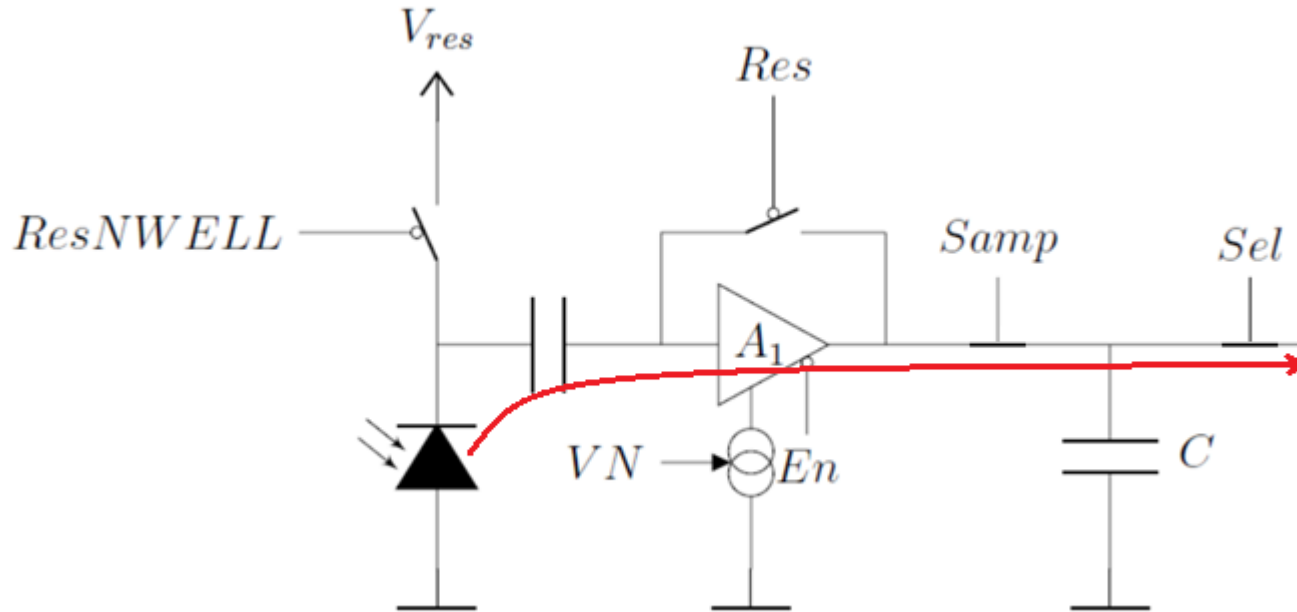 V_res
Res
ResNWELL
Samp
Sel
A_1
VN
En
C